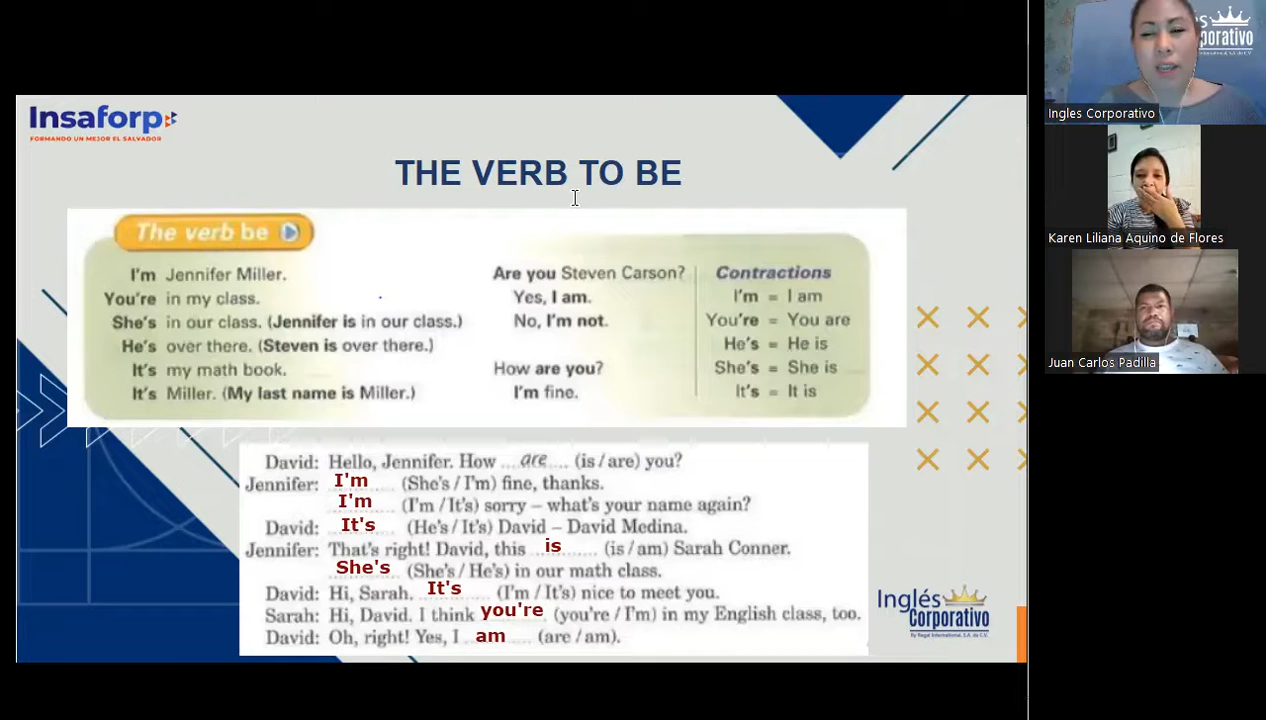 Insaforp
FORMANDO UN MEJOR EL SALVADOR
THE VERB TO BE
The verb be
I'm Jennifer Miller.
You're in my class.
She's in our class. (Jennifer is in our class.)
He's over there. (Steven is over there.)
It's my math book.
It's Miller. (My last name is Miller.)
Are you Steven Carson?
Yes, I am.
No, I'm not.
How are you?
I'm fine.
Contractions
I'm = I am
You're = You are
He's = He is
She's = She is
It's = It is
David: Hello, Jennifer. How are (is / are) you?
Jennifer: I'm (She's / I'm) fine, thanks.
I'm (I'm / It's) sorry – what's your name again?
David: It's (He's / It's) David – David Medina.
Jennifer: That's right! David, this is (is / am) Sarah Conner.
She's (She's / He's) in our math class.
David: Hi, Sarah. It's (I'm / It's) nice to meet you.
Sarah: Hi, David. I think you're (you're / I'm) in my English class, too.
David: Oh, right! Yes, I am (are / am).
Inglés
Corporativo
By Regal International, S.A. de C.V.
porativo
Ingles Corporativo
Karen Liliana Aquino de Flores
Juan Carlos Padilla